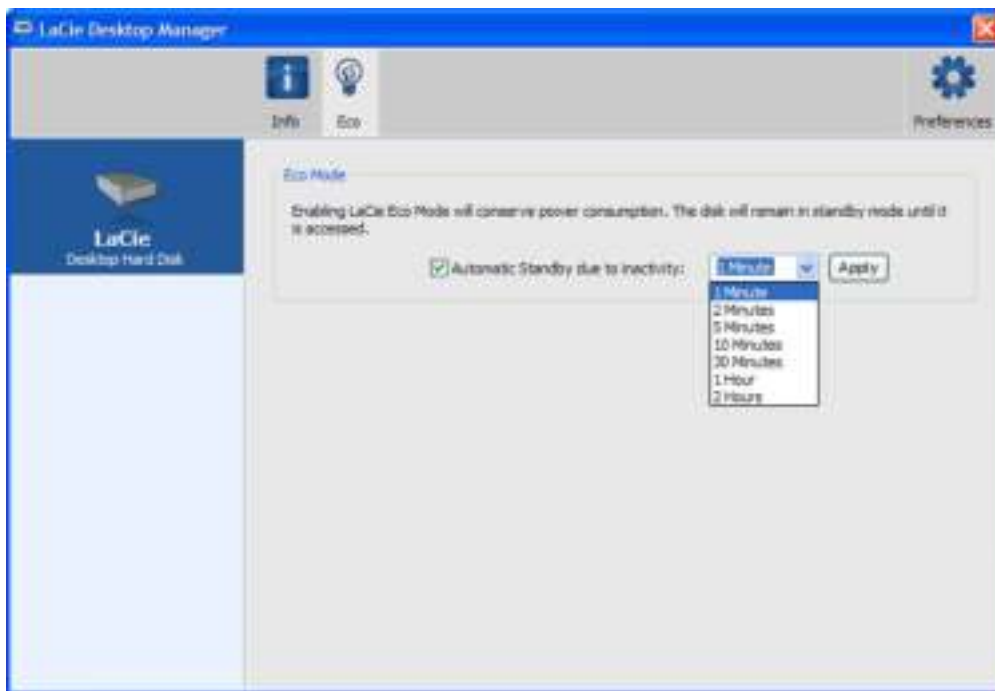 LaCie Desktop Manager
Info
Eco
Preferences
LaCie
Desktop Hard Disk
Eco Mode
Enabling LaCie Eco Mode will conserve power consumption. The disk will remain in standby mode until it
is accessed.
Automatic Standby due to inactivity:
1 Minute
Apply
1 Minute
2 Minutes
5 Minutes
10 Minutes
30 Minutes
1 Hour
2 Hours